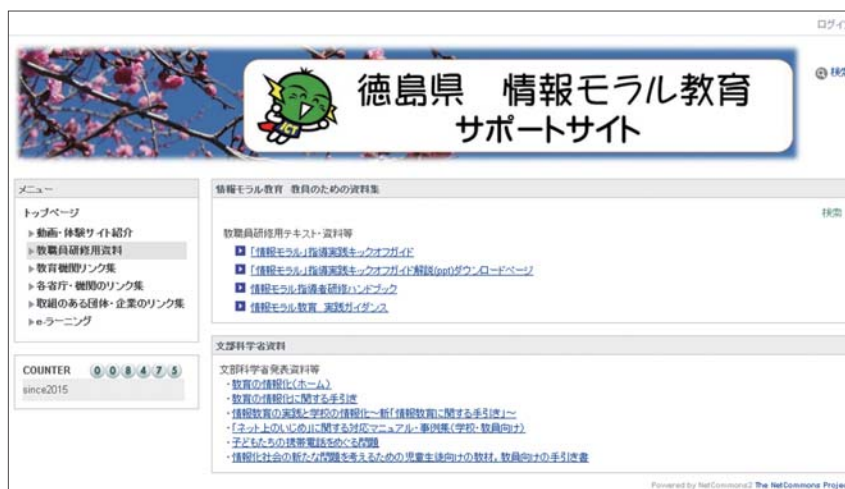 ログイ
徳島県 情報モラル教育
サポートサイト
ICT
検索
メニュー
トップページ
動画・体験サイト紹介
教職員研修用資料
教育機関リンク集
各省庁・機関のリンク集
取組のある団体・企業のリンク集
e-ラーニング
COUNTER 008475
since2015
情報モラル教育 教員のための資料集
検索
教職員研修用テキスト・資料等
「情報モラル」指導実践キックオフガイド
「情報モラル」指導実践キックオフガイド解説(ppt)ダウンロードページ
情報モラル指導者研修ハンドブック
情報モラル教育 実践ガイダンス
文部科学省資料
文部科学省発表資料等
・教育の情報化(ホーム)
・教育の情報化に関する手引き
・情報教育の実践と学校の情報化~新「情報教育に関する手引き」~
・「ネット上のいじめ」に関する対応マニュアル・事例集(学校・教員向け)
・子どもたちの携帯電話をめぐる問題
・情報化社会の新たな問題を考えるための児童生徒向けの教材,教員向けの手引き書
Powered by NetCommons2 The NetCommons Projec